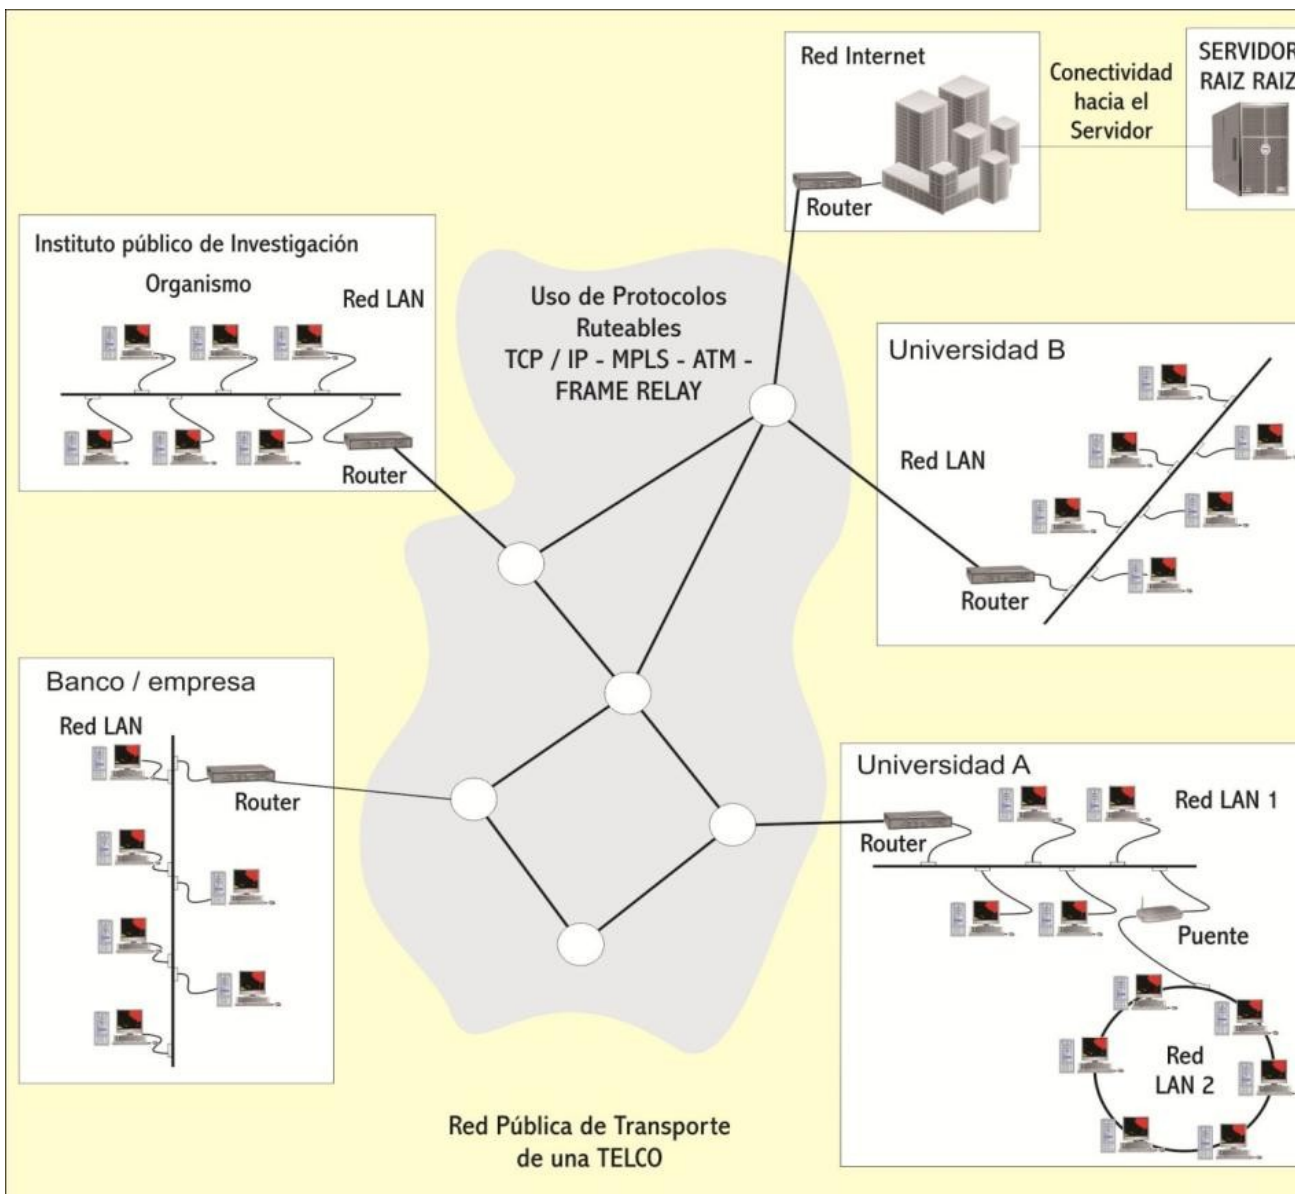 Red Internet
Conectividad
hacia el
Servidor
SERVIDOR
RAIZ RAIZ
Router
Instituto público de Investigación
Organismo
Red LAN
Router
Uso de Protocolos
Ruteables
TCP / IP - MPLS - ATM -
FRAME RELAY
Universidad B
Red LAN
Router
Banco / empresa
Red LAN
Router
Universidad A
Red LAN 1
Router
Puente
Red
LAN 2
Red Pública de Transporte
de una TELCO